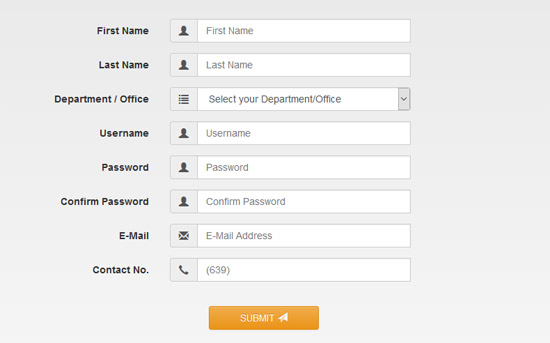 First Name First Name
Last Name Last Name
Department / Office Select your Department/Office
Username Username
Password Password
Confirm Password Confirm Password
E-Mail E-Mail Address
Contact No. (639)
SUBMIT